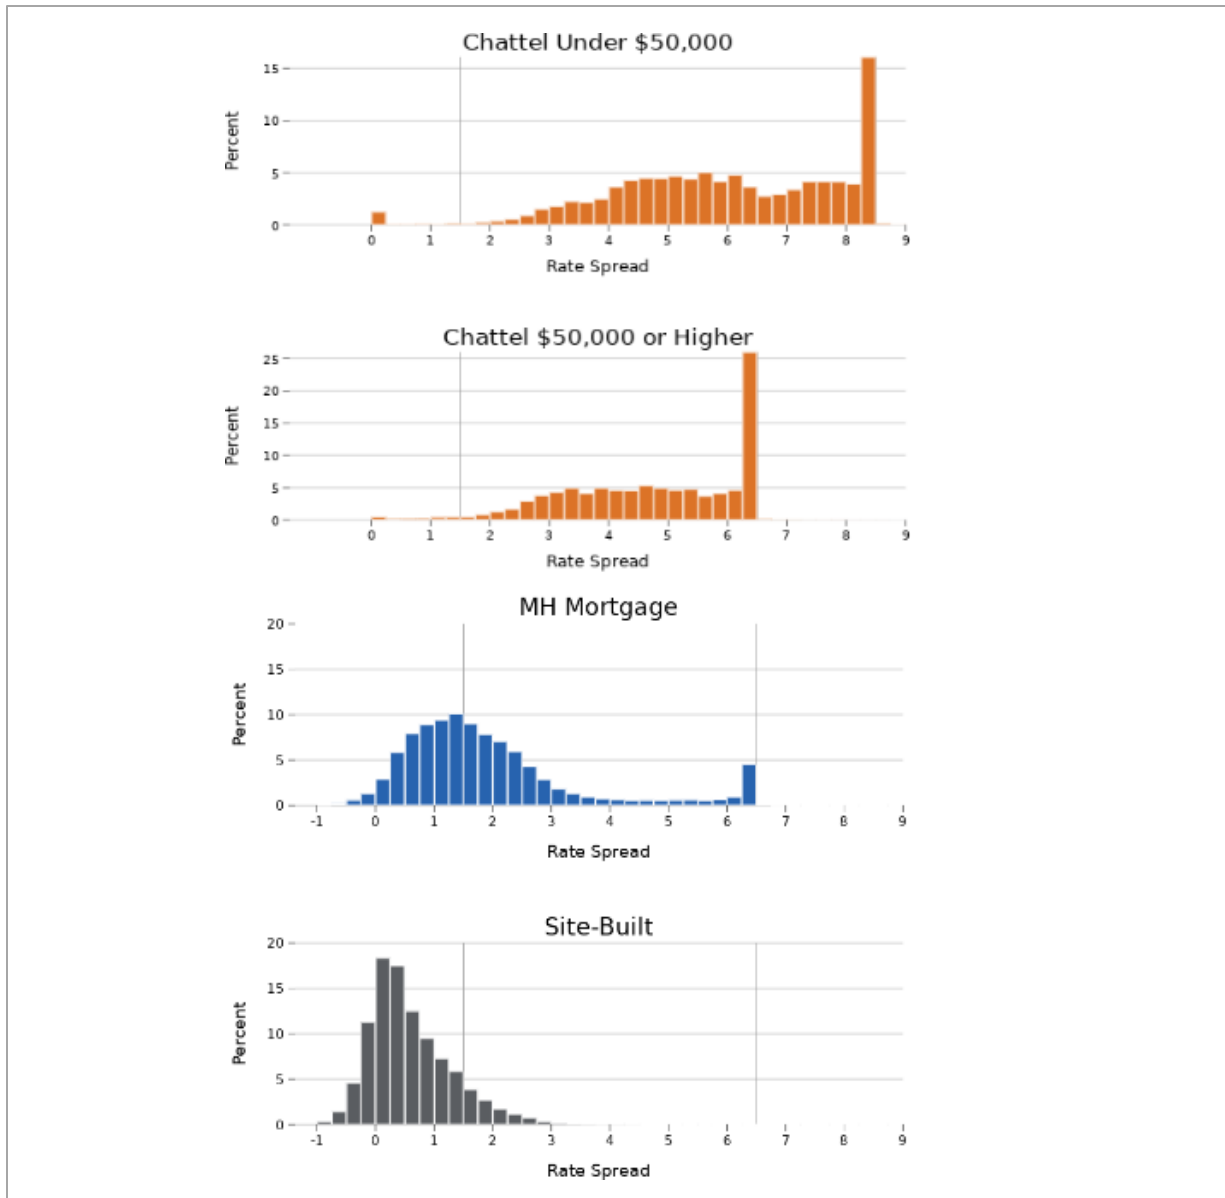 Chattel Under $50,000
15
10
5
0
Percent
0 1 2 3 4 5 6 7 8 9
Rate Spread
Chattel $50,000 or Higher
25
20
15
10
5
0
Percent
0 1 2 3 4 5 6 7 8 9
Rate Spread
MH Mortgage
20
15
10
5
0
Percent
-1 0 1 2 3 4 5 6 7 8 9
Rate Spread
Site-Built
20
15
10
5
0
Percent
-1 0 1 2 3 4 5 6 7 8 9
Rate Spread